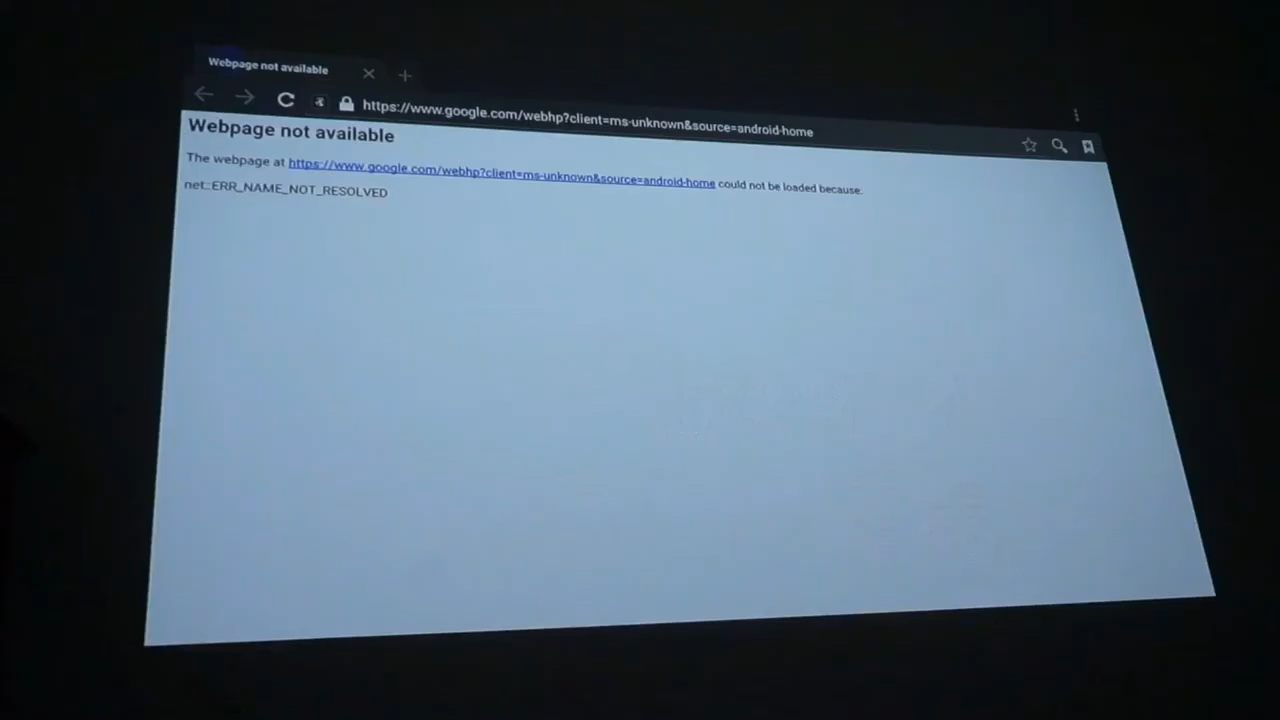 Webpage not available
https://www.google.com/webhp?client=ms-unknown&source=android-home
Webpage not available
The webpage at https://www.google.com/webhp?client=ms-unknown&source=android-home could not be loaded because:
net::ERR_NAME_NOT_RESOLVED